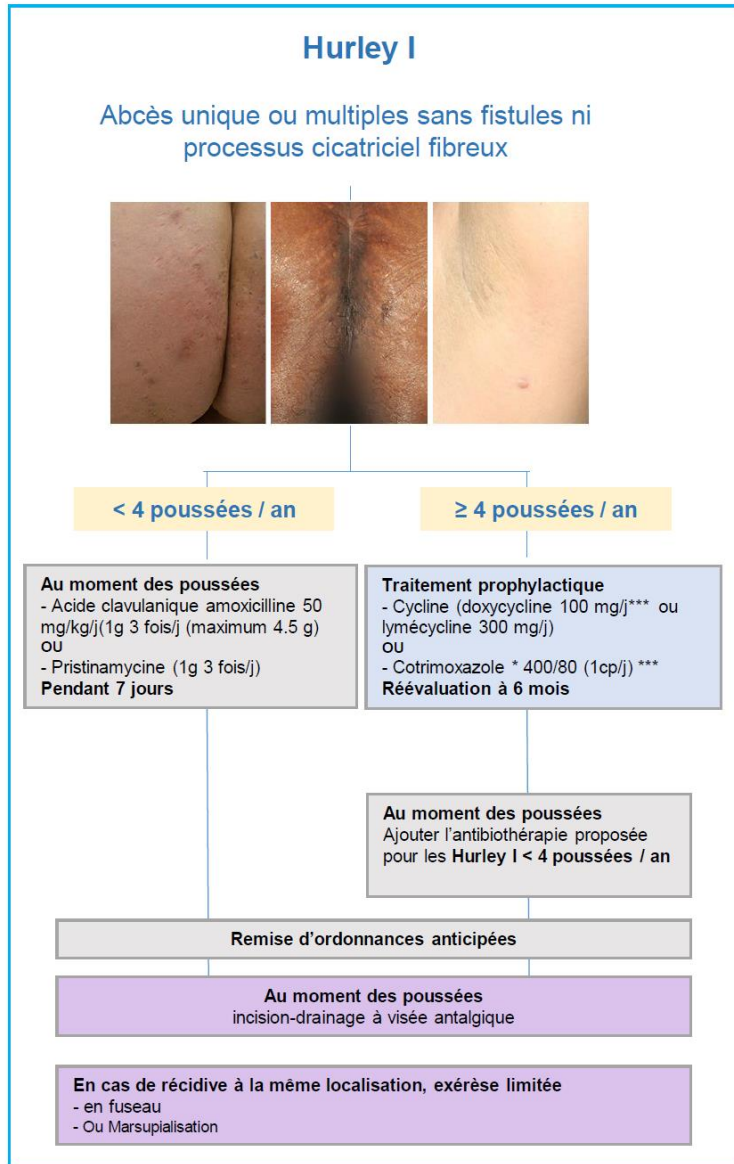 Hurley I
Abcès unique ou multiples sans fistules ni
processus cicatriciel fibreux
< 4 poussées / an
≥ 4 poussées / an
Au moment des poussées
- Acide clavulanique amoxicilline 50
mg/kg/j(1g 3 fois/j (maximum 4.5 g)
OU
- Pristinamycine (1g 3 fois/j)
Pendant 7 jours
Traitement prophylactique
- Cycline (doxycycline 100 mg/j*** ou
lymécycline 300 mg/j)
OU
- Cotrimoxazole * 400/80 (1cp/j) ***
Réévaluation à 6 mois
Au moment des poussées
Ajouter l'antibiothérapie proposée
pour les Hurley I < 4 poussées / an
Remise d'ordonnances anticipées
Au moment des poussées
incision-drainage à visée antalgique
En cas de récidive à la même localisation, exérèse limitée
- en fuseau
- Ou Marsupialisation